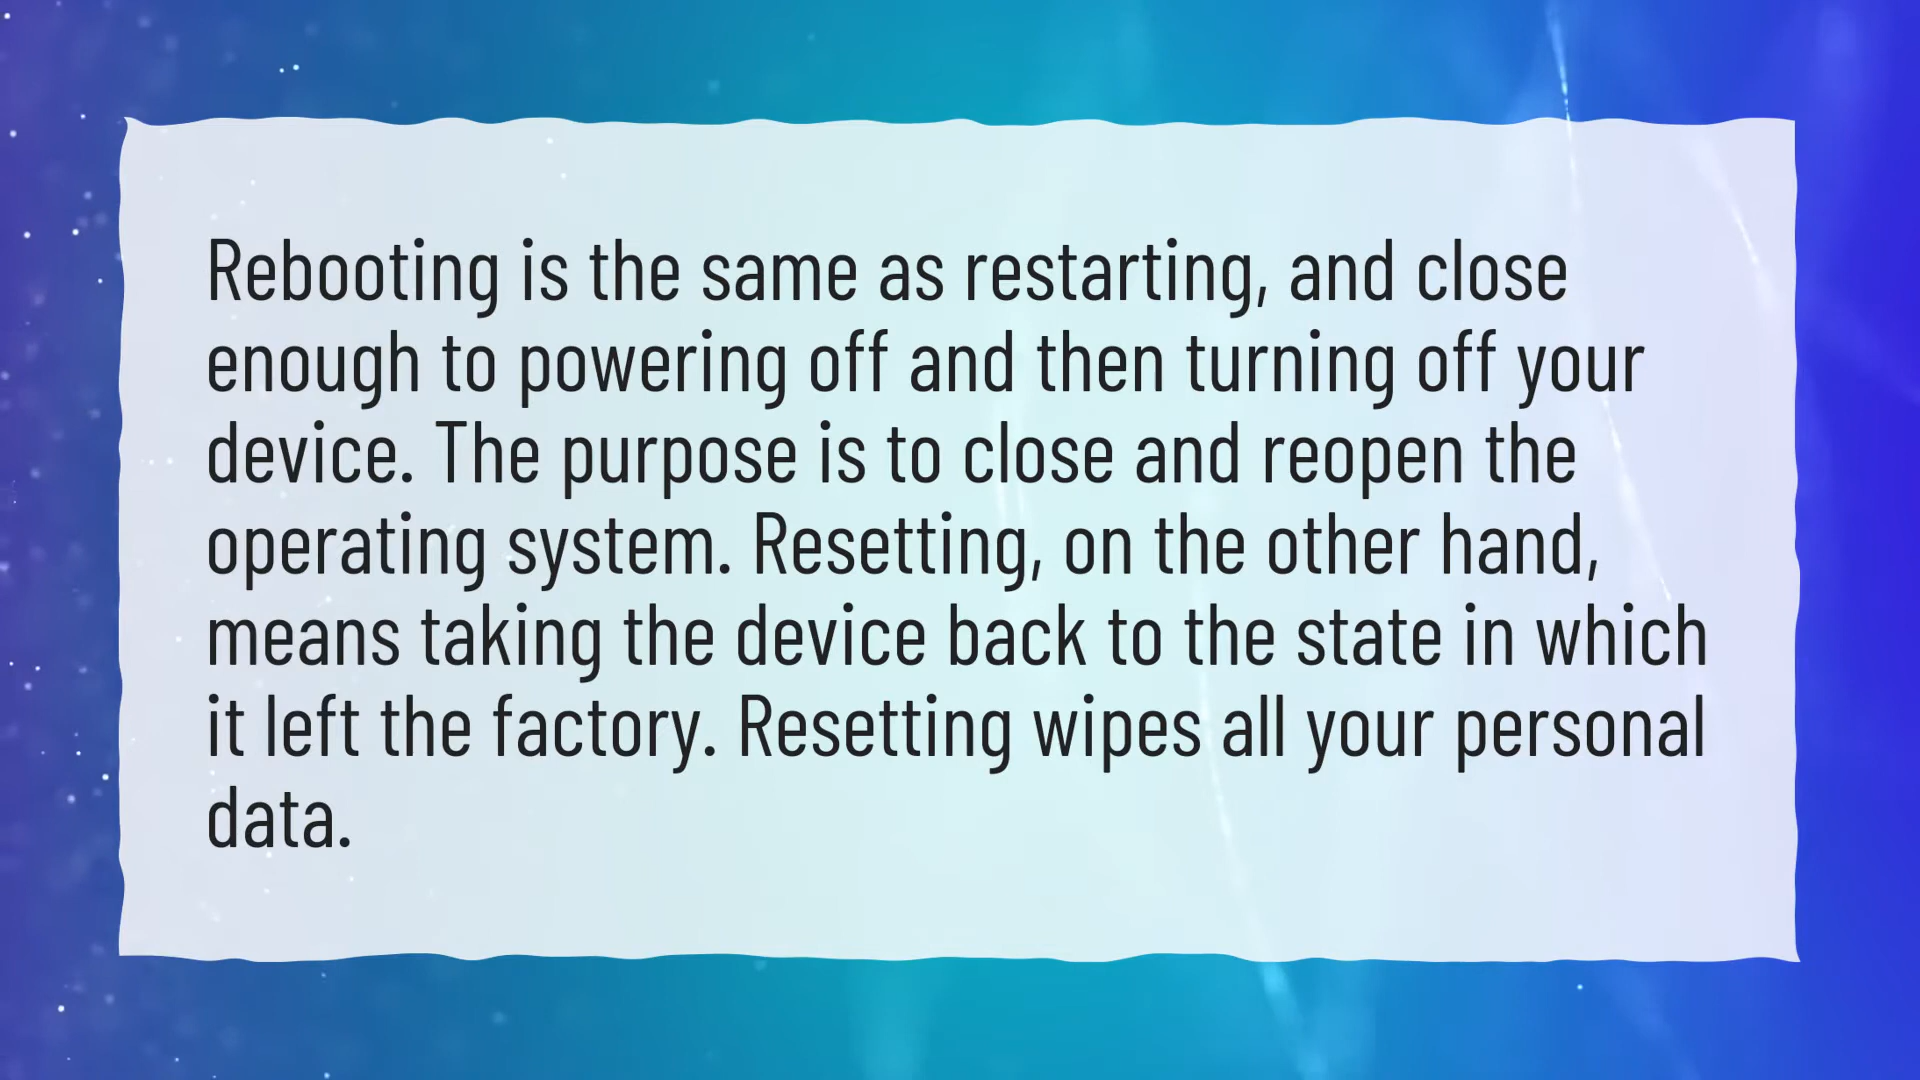 Rebooting is the same as restarting, and close
enough to powering off and then turning off your
device. The purpose is to close and reopen the
operating system. Resetting, on the other hand,
means taking the device back to the state in which
it left the factory. Resetting wipes all your personal
data.